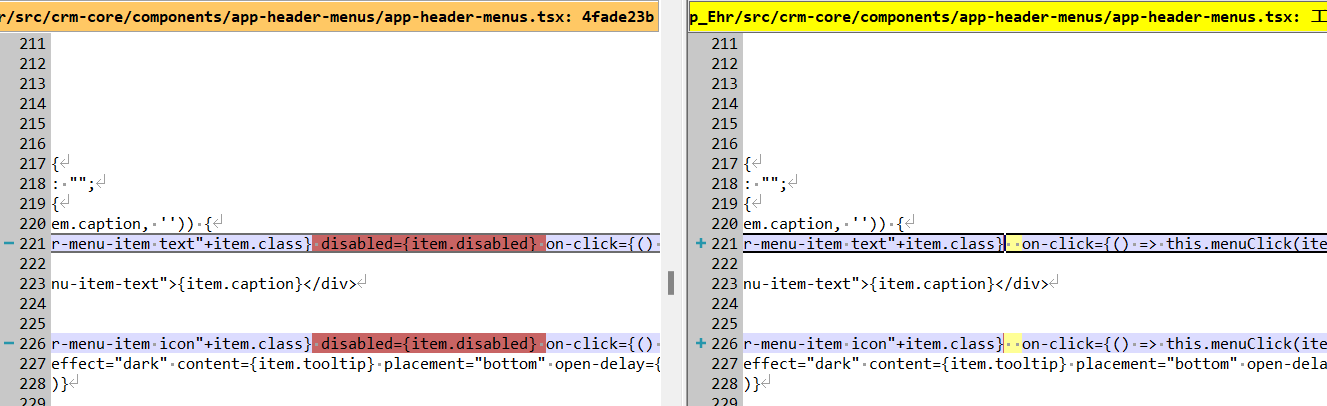 r/src/crm-core/components/app-header-menus/app-header-menus.tsx: 4fade23b
211
212
213
214
215
216
217 {
218 : "";
219 {
220 em.caption, '')) {
221 r-menu-item text"+item.class} disabled={item.disabled} on-click={()
222
223 nu-item-text">{item.caption}</div>
224
225
226 r-menu-item icon"+item.class} disabled={item.disabled} on-click={()
227 effect="dark" content={item.tooltip} placement="bottom" open-delay={
228 )}
229
p_Ehr/src/crm-core/components/app-header-menus/app-header-menus.tsx: 工
211
212
213
214
215
216
217 {
218 : "";
219 {
220 em.caption, '')) {
221 r-menu-item text"+item.class}  on-click={() => this.menuClick(ite
222
223 nu-item-text">{item.caption}</div>
224
225
226 r-menu-item icon"+item.class}  on-click={() => this.menuClick(ite
227 effect="dark" content={item.tooltip} placement="bottom" open-dela
228 )}
229